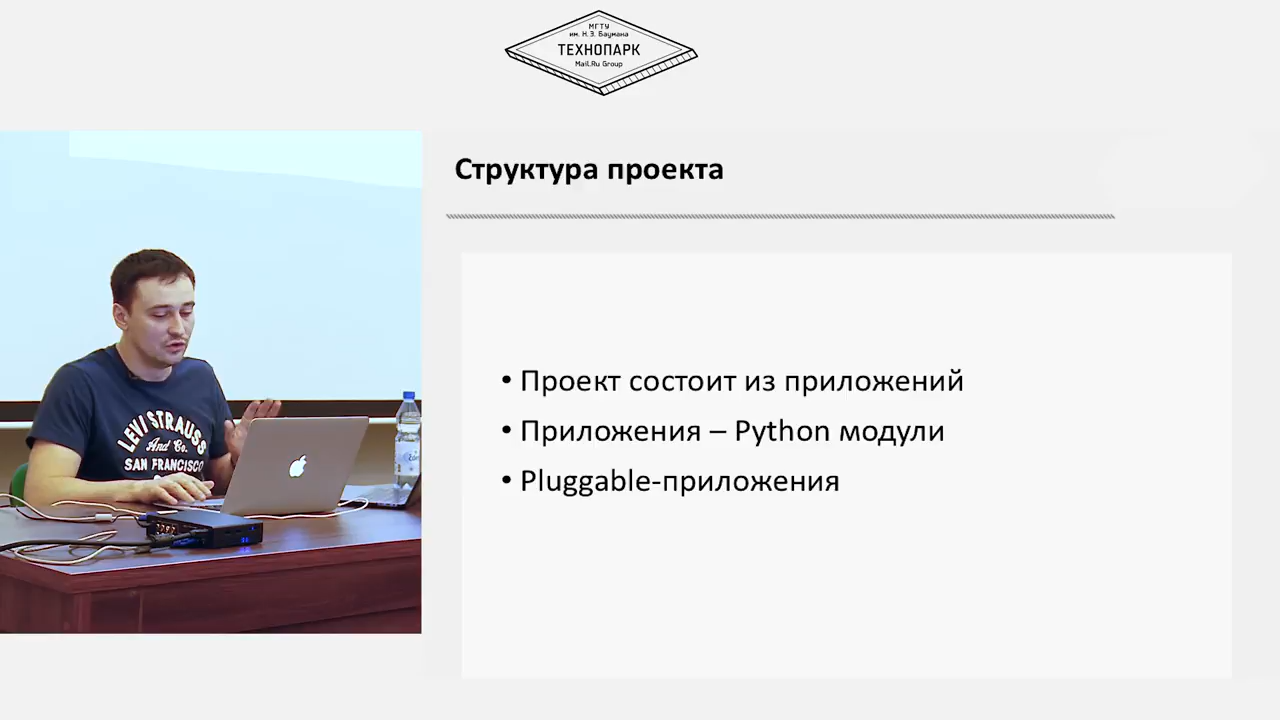 МГТУ
им. Н.Э. Баумана
ТЕХНОПАРК
Mail.Ru Group
Структура проекта
• Проект состоит из приложений
• Приложения – Python модули
• Pluggable-приложения
LEVI STRAUSS
And Co.
SAN FRANCISCO